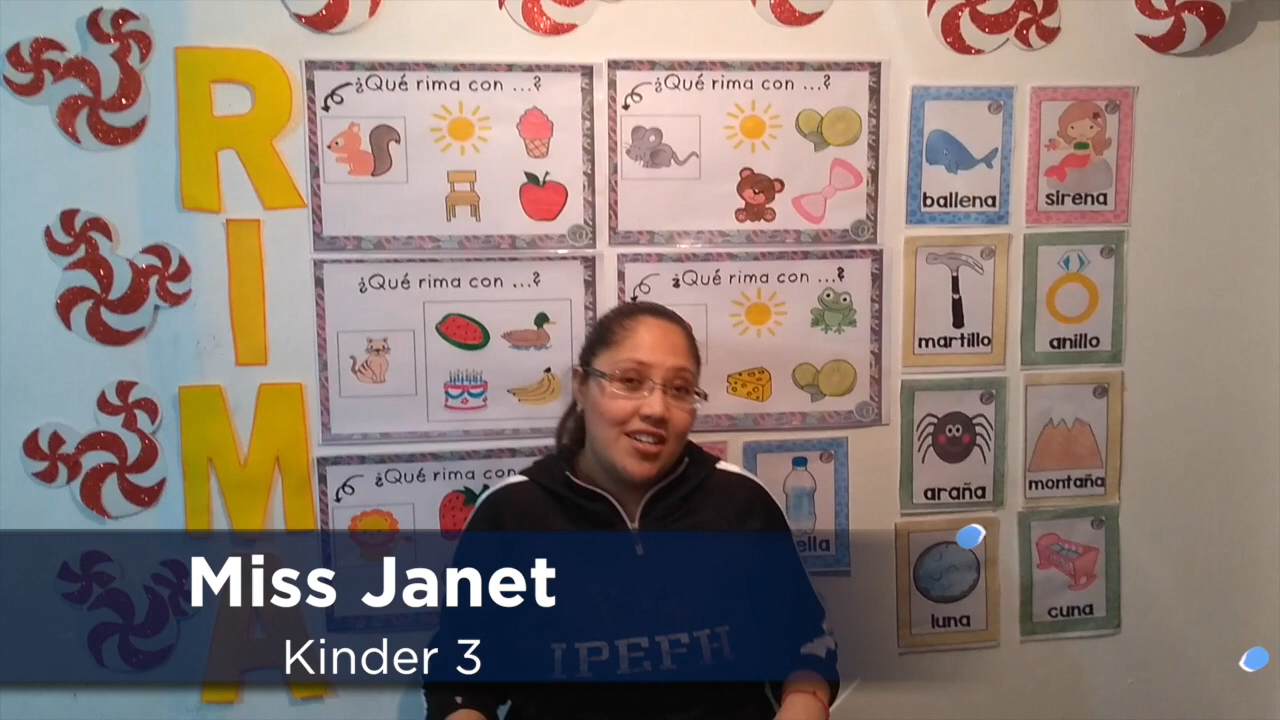 RIMA
¿Qué rima con ...?
¿Qué rima con ...?
¿Qué rima con ...?
¿Qué rima con ...?
¿Qué rima con
ballena
sirena
martillo
anillo
araña
montaña
luna
cuna
ella
IPEFH
Miss Janet
Kinder 3